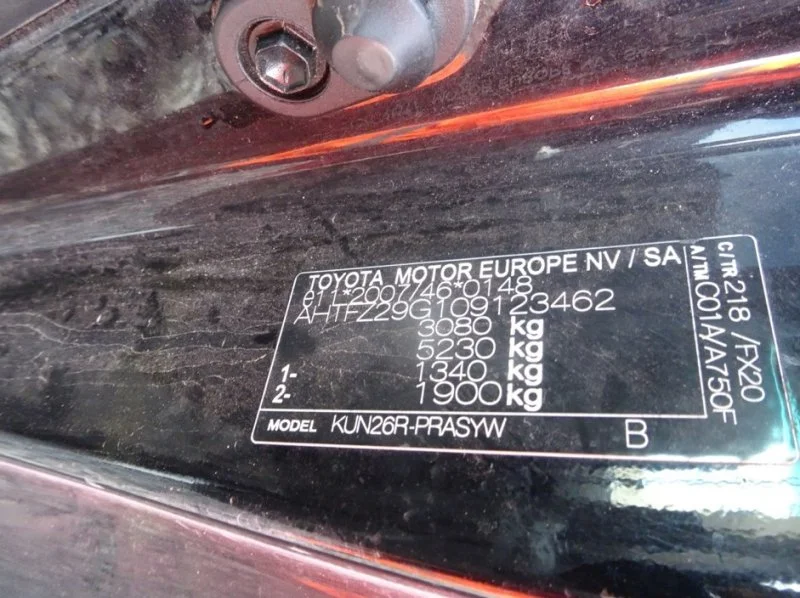 TOYOTA MOTOR EUROPE NV / SA
e11*2007/46*0148
AHTFZ29G109123462
3080 kg
5230 kg
1- 1340 kg
2- 1900 kg
MODEL KUN26R-PRASYW B
C/TR 218 /FX20
A/TM C01A/A750F